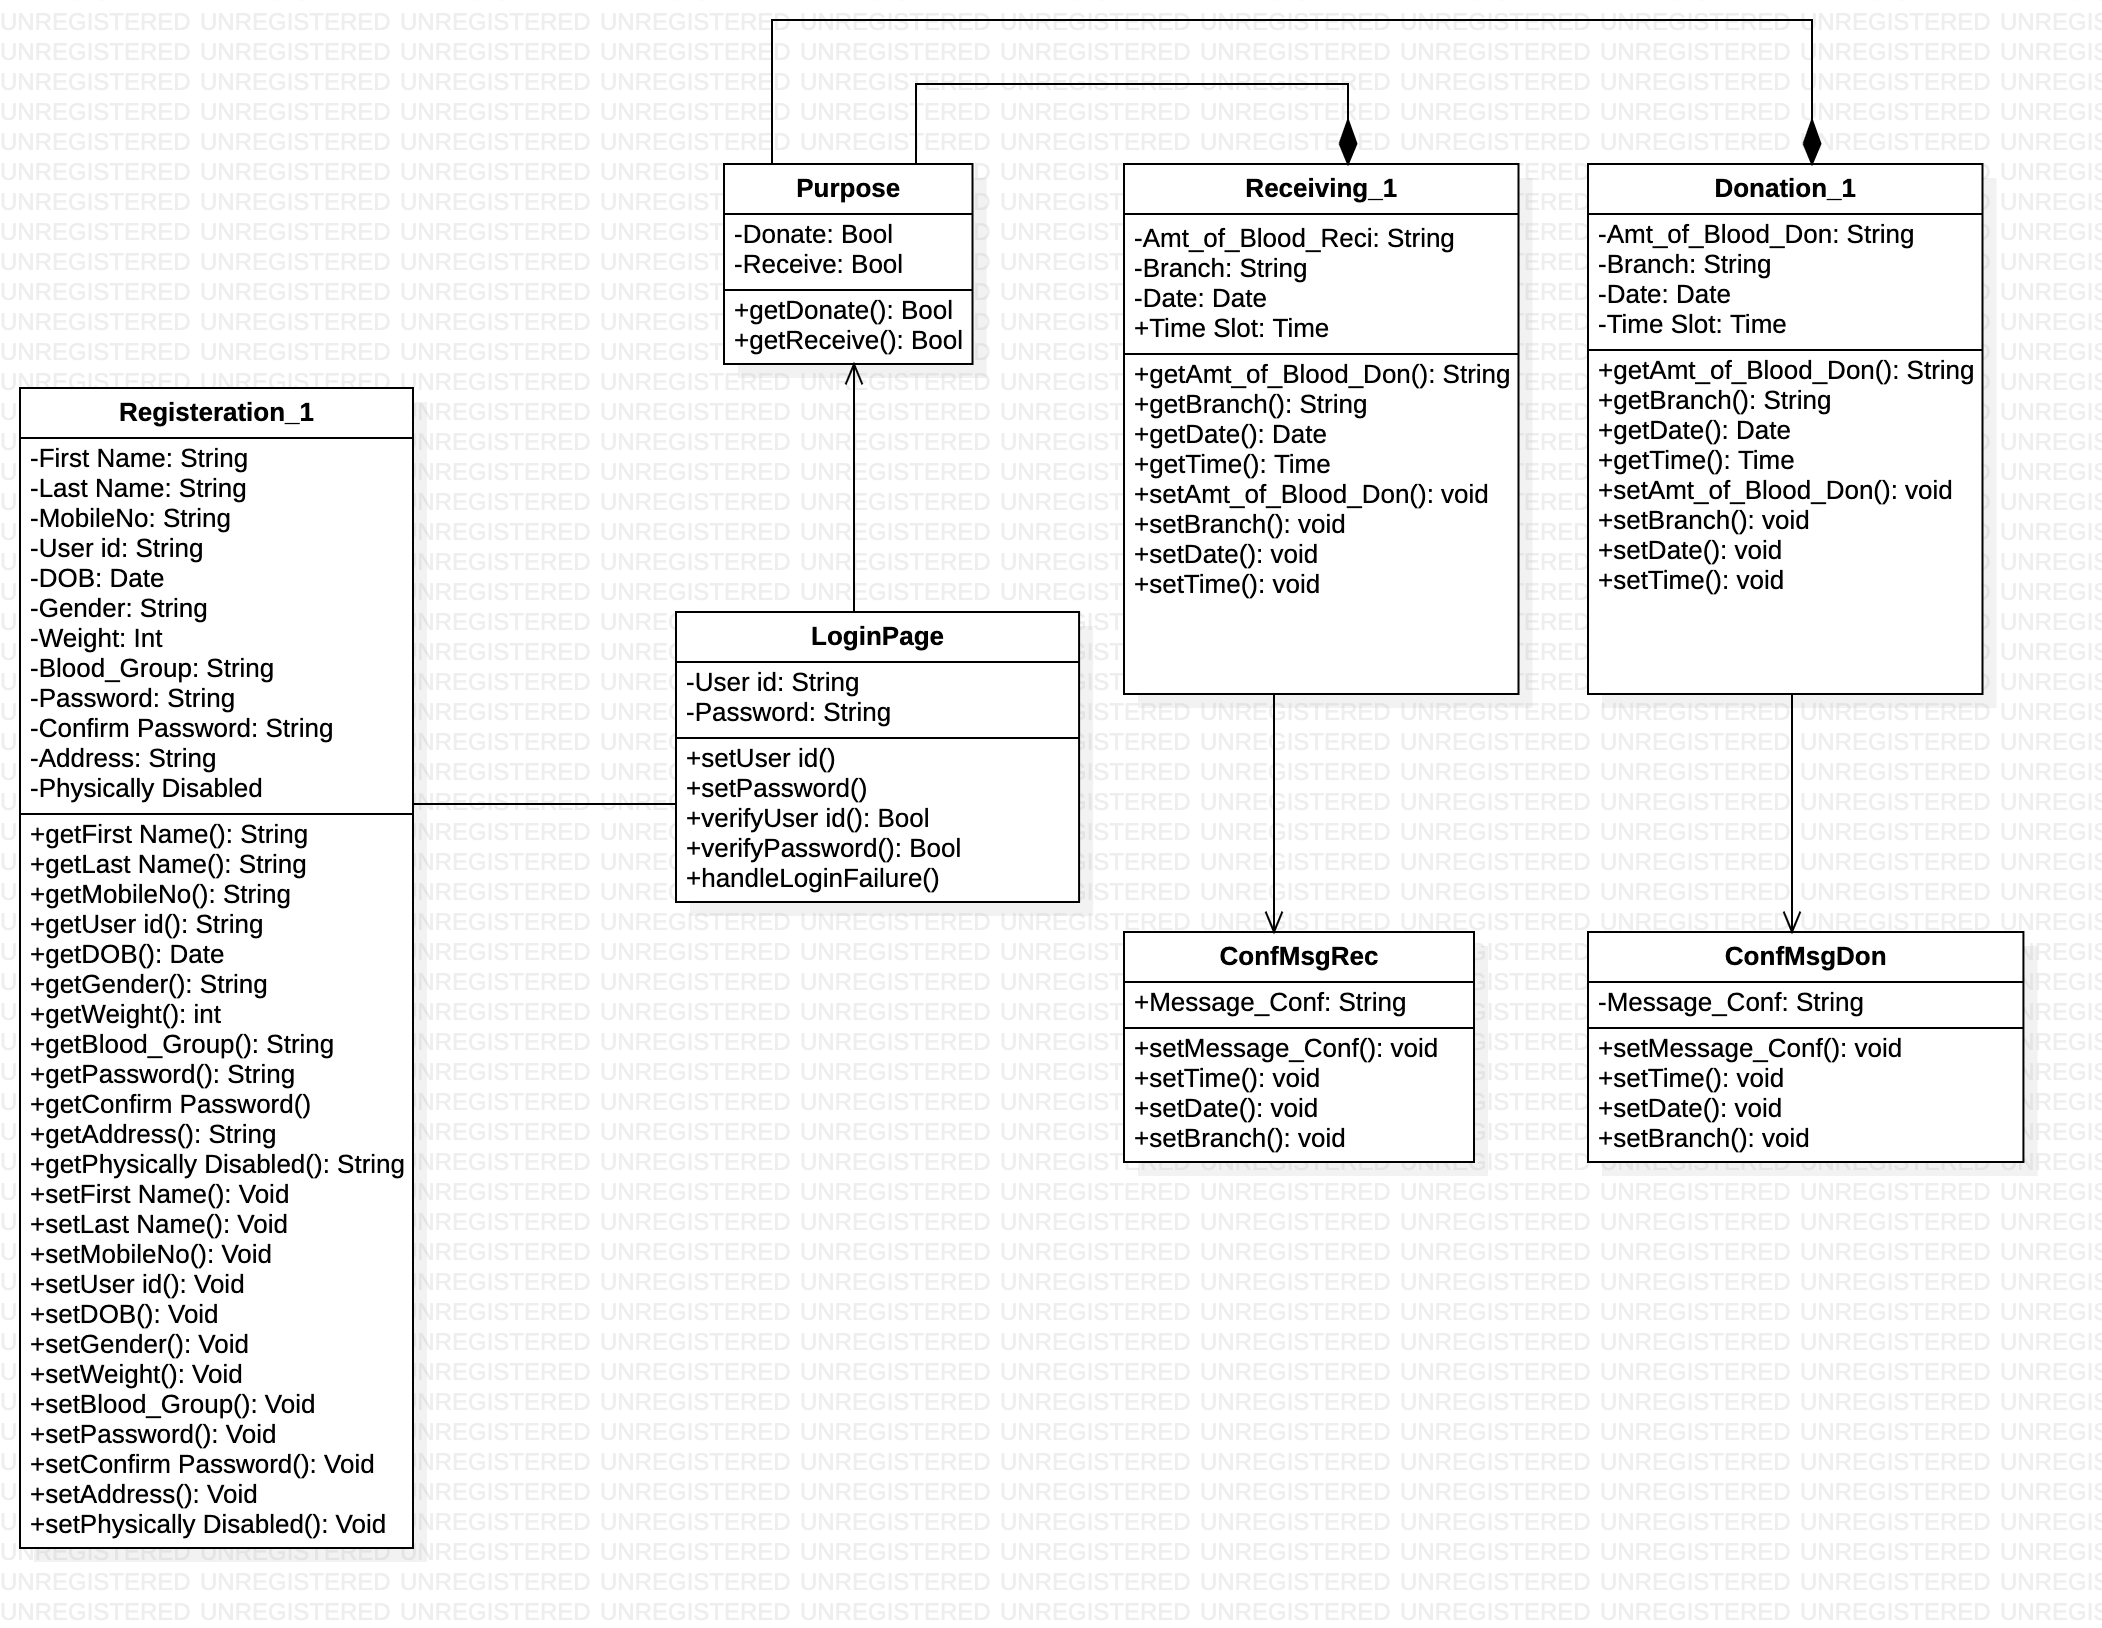 Purpose
-Donate: Bool
-Receive: Bool
+getDonate(): Bool
+getReceive(): Bool
Receiving_1
-Amt_of_Blood_Reci: String
-Branch: String
-Date: Date
+Time Slot: Time
+getAmt_of_Blood_Don(): String
+getBranch(): String
+getDate(): Date
+getTime(): Time
+setAmt_of_Blood_Don(): void
+setBranch(): void
+setDate(): void
+setTime(): void
Donation_1
-Amt_of_Blood_Don: String
-Branch: String
-Date: Date
-Time Slot: Time
+getAmt_of_Blood_Don(): String
+getBranch(): String
+getDate(): Date
+getTime(): Time
+setAmt_of_Blood_Don(): void
+setBranch(): void
+setDate(): void
+setTime(): void
Registeration_1
-First Name: String
-Last Name: String
-MobileNo: String
-User id: String
-DOB: Date
-Gender: String
-Weight: Int
-Blood_Group: String
-Password: String
-Confirm Password: String
-Address: String
-Physically Disabled
+getFirst Name(): String
+getLast Name(): String
+getMobileNo(): String
+getUser id(): String
+getDOB(): Date
+getGender(): String
+getWeight(): int
+getBlood_Group(): String
+getPassword(): String
+getConfirm Password()
+getAddress(): String
+getPhysically Disabled(): String
+setFirst Name(): Void
+setLast Name(): Void
+setMobileNo(): Void
+setUser id(): Void
+setDOB(): Void
+setGender(): Void
+setWeight(): Void
+setBlood_Group(): Void
+setPassword(): Void
+setConfirm Password(): Void
+setAddress(): Void
+setPhysically Disabled(): Void
LoginPage
-User id: String
-Password: String
+setUser id()
+setPassword()
+verifyUser id(): Bool
+verifyPassword(): Bool
+handleLoginFailure()
ConfMsgRec
+Message_Conf: String
+setMessage_Conf(): void
+setTime(): void
+setDate(): void
+setBranch(): void
ConfMsgDon
-Message_Conf: String
+setMessage_Conf(): void
+setTime(): void
+setDate(): void
+setBranch(): void
UNREGISTERED